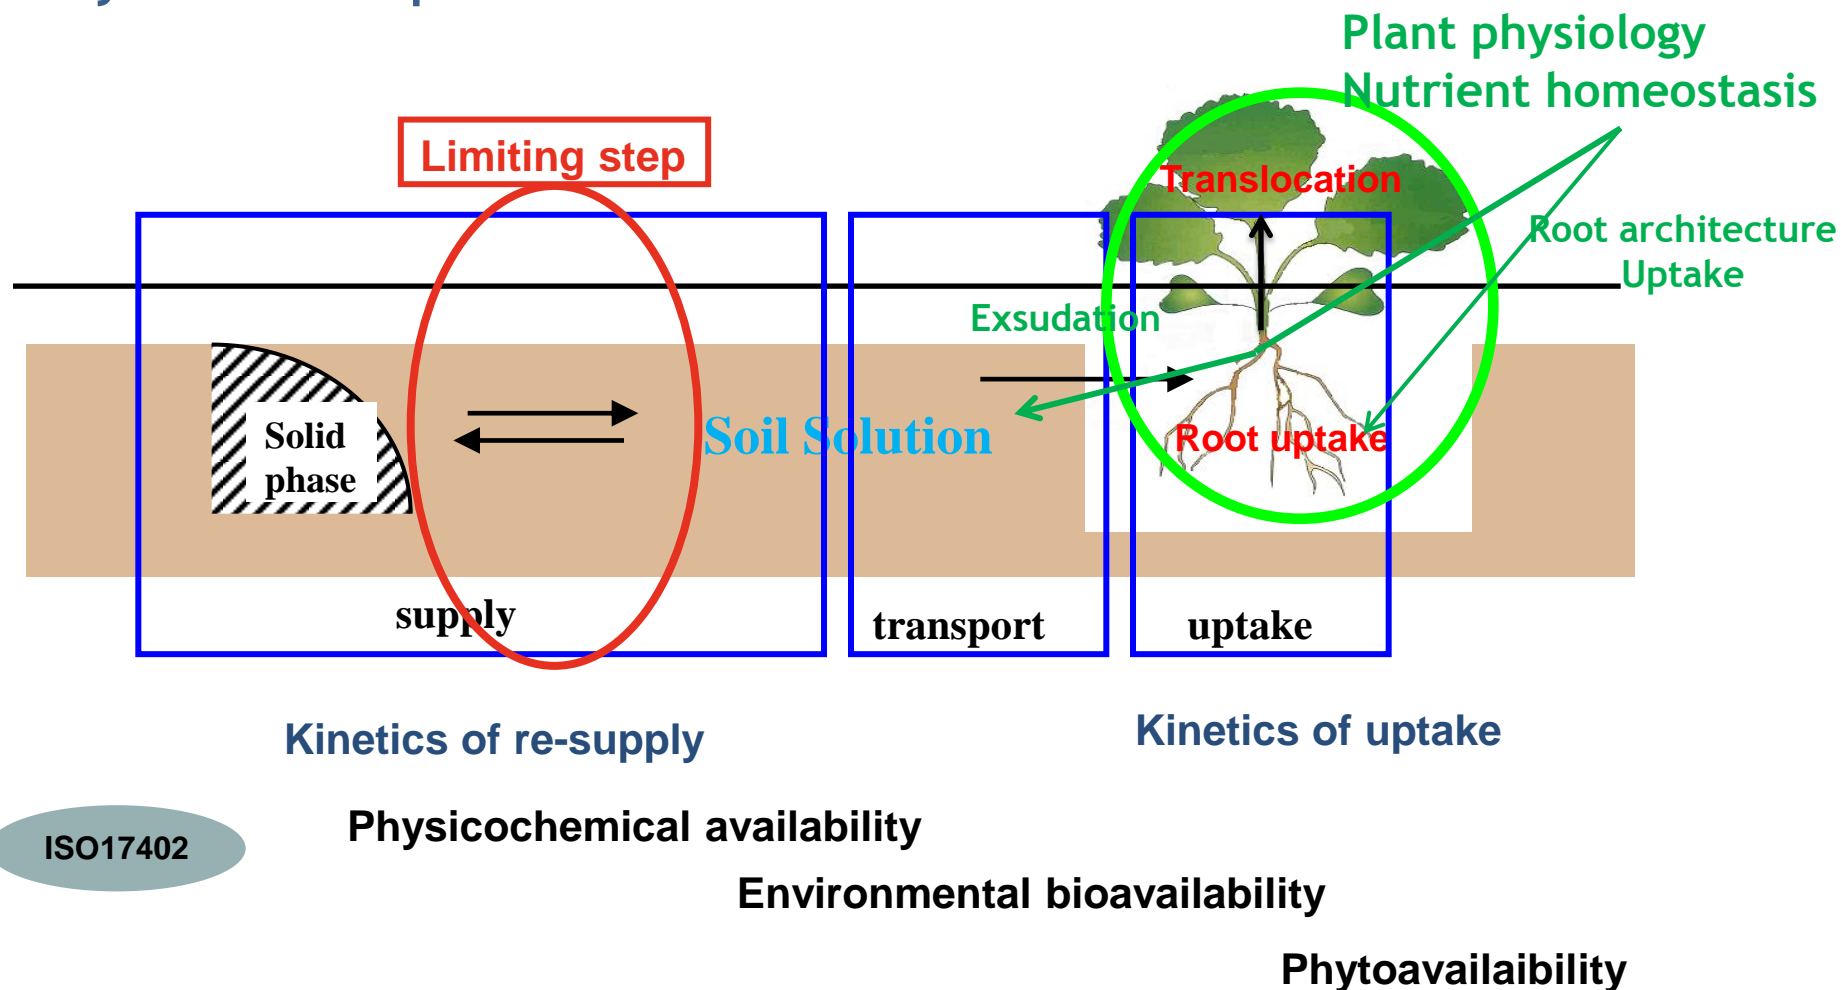 Plant physiology
Nutrient homeostasis
Limiting step
Translocation
Root architecture
Uptake
Exsudation
Solid
phase
Soil Solution
Root uptake
supply
transport
uptake
Kinetics of re-supply
Kinetics of uptake
ISO17402
Physicochemical availability
Environmental bioavailability
Phytoavailaibility